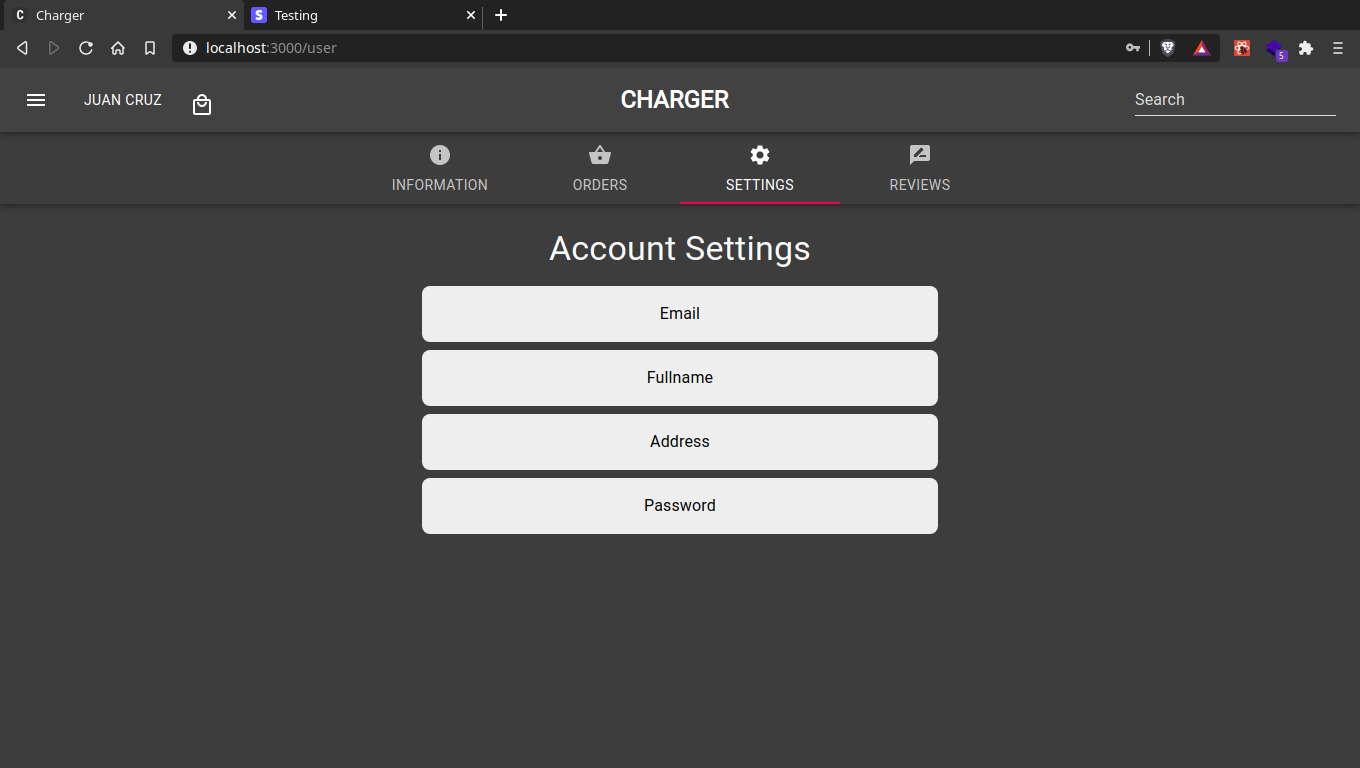 C Charger
S Testing
localhost:3000/user
5
JUAN CRUZ
CHARGER
Search
INFORMATION
ORDERS
SETTINGS
REVIEWS
Account Settings
Email
Fullname
Address
Password